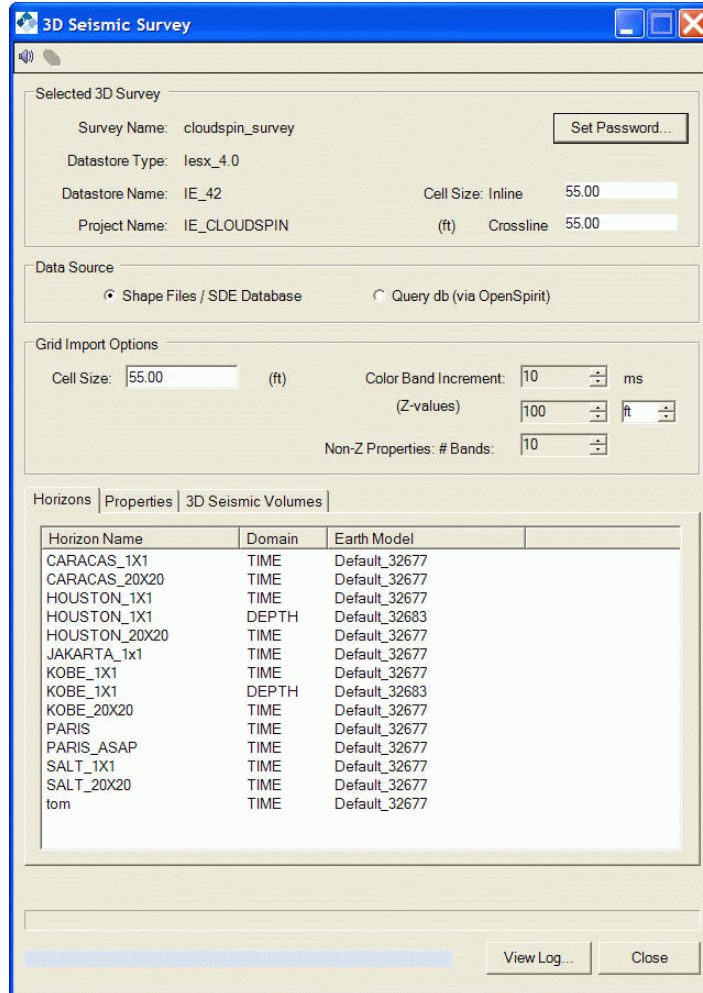 3D Seismic Survey
Selected 3D Survey
Survey Name: cloudspin_survey Set Password...
Datastore Type: Iesx_4.0
Datastore Name: IE_42 Cell Size: Inline 55.00
Project Name: IE_CLOUDSPIN (ft) Crossline 55.00
Data Source
Shape Files / SDE Database Query db (via OpenSpirit)
Grid Import Options
Cell Size: 55.00 (ft) Color Band Increment: 10 ms
(Z-values) 100 ft
Non-Z Properties: # Bands: 10
Horizons Properties 3D Seismic Volumes
Horizon Name Domain Earth Model
CARACAS_1X1 TIME Default_32677
CARACAS_20X20 TIME Default_32677
HOUSTON_1X1 TIME Default_32677
HOUSTON_1X1 DEPTH Default_32683
HOUSTON_20X20 TIME Default_32677
JAKARTA_1x1 TIME Default_32677
KOBE_1X1 TIME Default_32677
KOBE_1X1 DEPTH Default_32683
KOBE_20X20 TIME Default_32677
PARIS TIME Default_32677
PARIS_ASAP TIME Default_32677
SALT_1X1 TIME Default_32677
SALT_20X20 TIME Default_32677
tom TIME Default_32677
View Log... Close